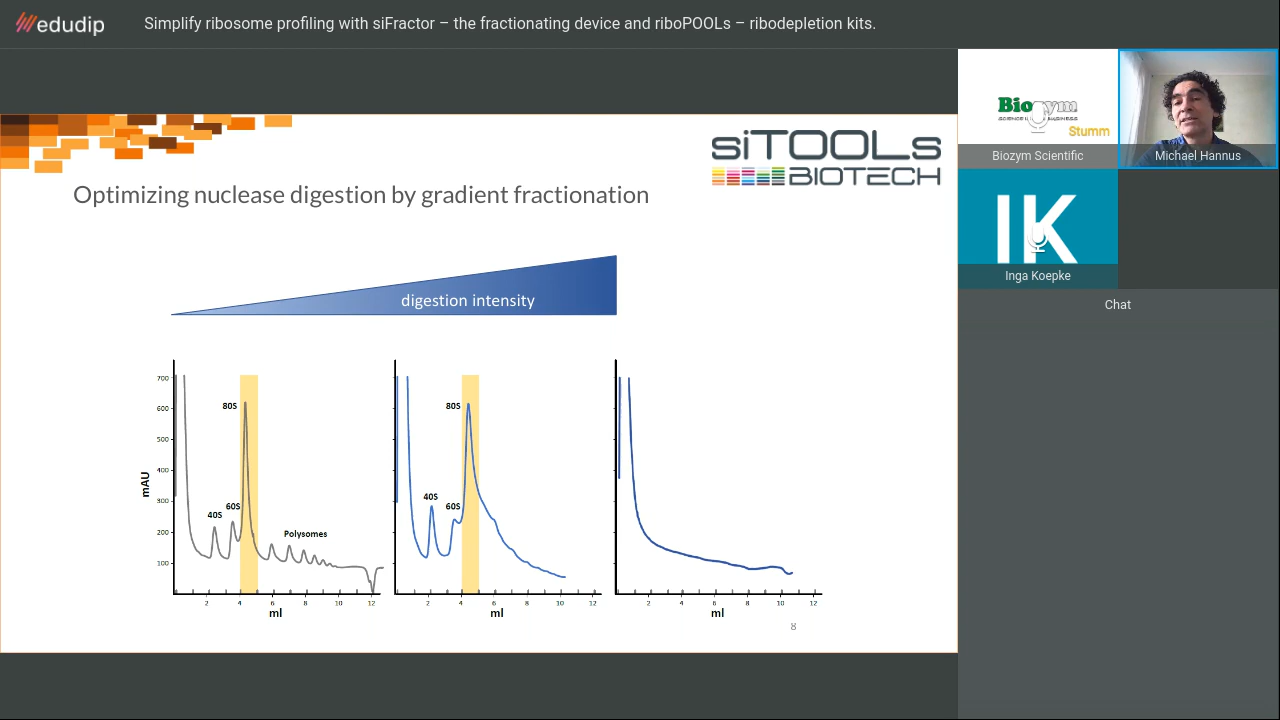 edudip
Simplify ribosome profiling with siFractor – the fractionating device and riboPOOLs – ribodepletion kits.
siTOOLs
BIOTECH
Optimizing nuclease digestion by gradient fractionation
digestion intensity
mAU
700
600
500
400
300
200
100
80S
60S
40S
Polysomes
2 4 6 8 10 12
ml
80S
40S
60S
2 4 6 8 10 12
ml
2 4 6 8 10 12
ml
8
Stumm
Biozym Scientific
Michael Hannus
IK
Inga Koepke
Chat